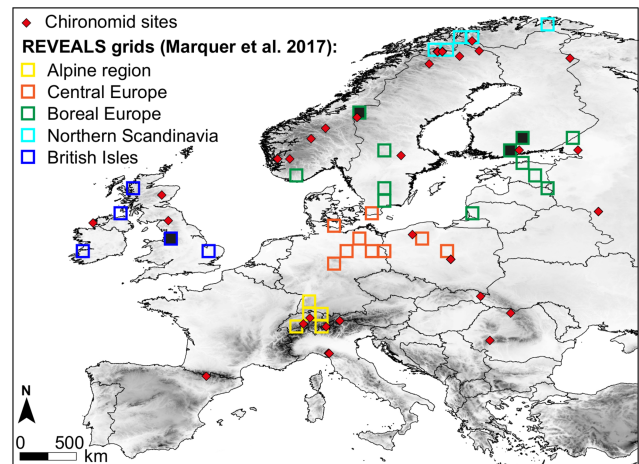 Chironomid sites
REVEALS grids (Marquer et al. 2017):
Alpine region
Central Europe
Boreal Europe
Northern Scandinavia
British Isles
N
0 500
km